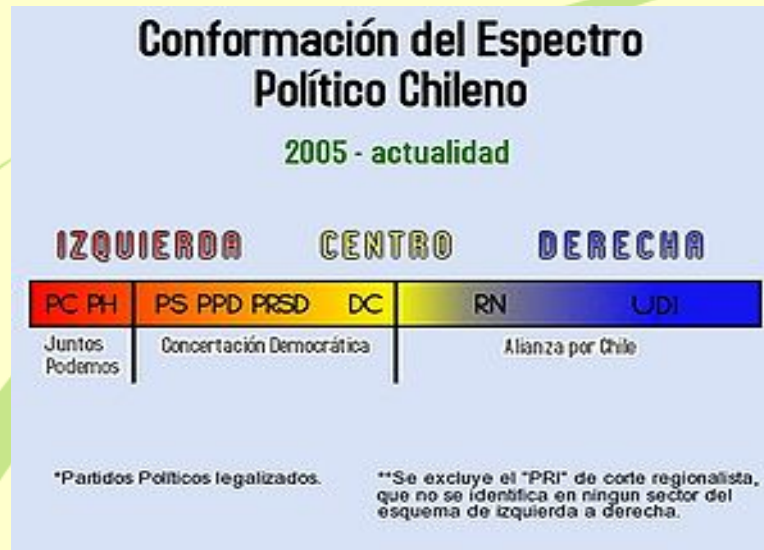 Conformación del Espectro
Político Chileno
2005 - actualidad
IZQUIERDA CENTRO DERECHA
PC PH PS PPD PRSD DC RN UDI
Juntos
Podemos
Concertación Democrática
Alianza por Chile
*Partidos Políticos legalizados.
**Se excluye el "PRI" de corte regionalista,
que no se identifica en ningun sector del
esquema de izquierda a derecha.